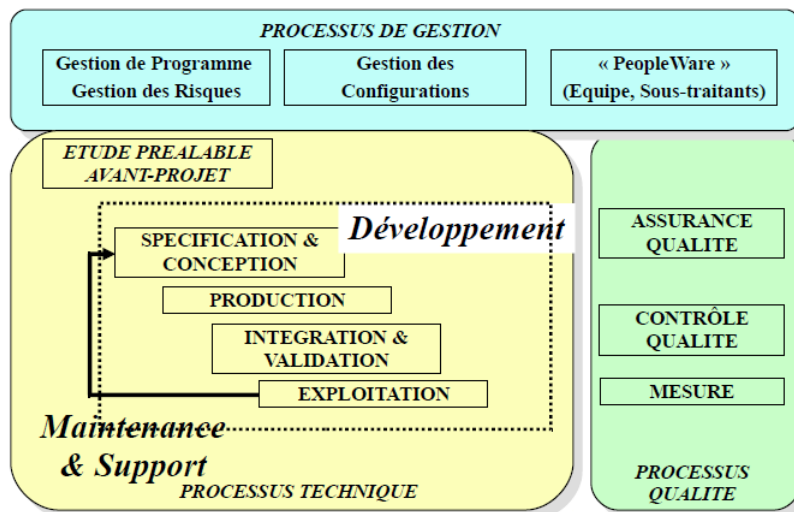 PROCESSUS DE GESTION
Gestion de Programme
Gestion des Risques
Gestion des
Configurations
« PeopleWare »
(Equipe, Sous-traitants)
ETUDE PREALABLE
AVANT-PROJET
Développement
SPECIFICATION &
CONCEPTION
PRODUCTION
INTEGRATION &
VALIDATION
EXPLOITATION
Maintenance
& Support
PROCESSUS TECHNIQUE
ASSURANCE
QUALITE
CONTRÔLE
QUALITE
MESURE
PROCESSUS
QUALITE